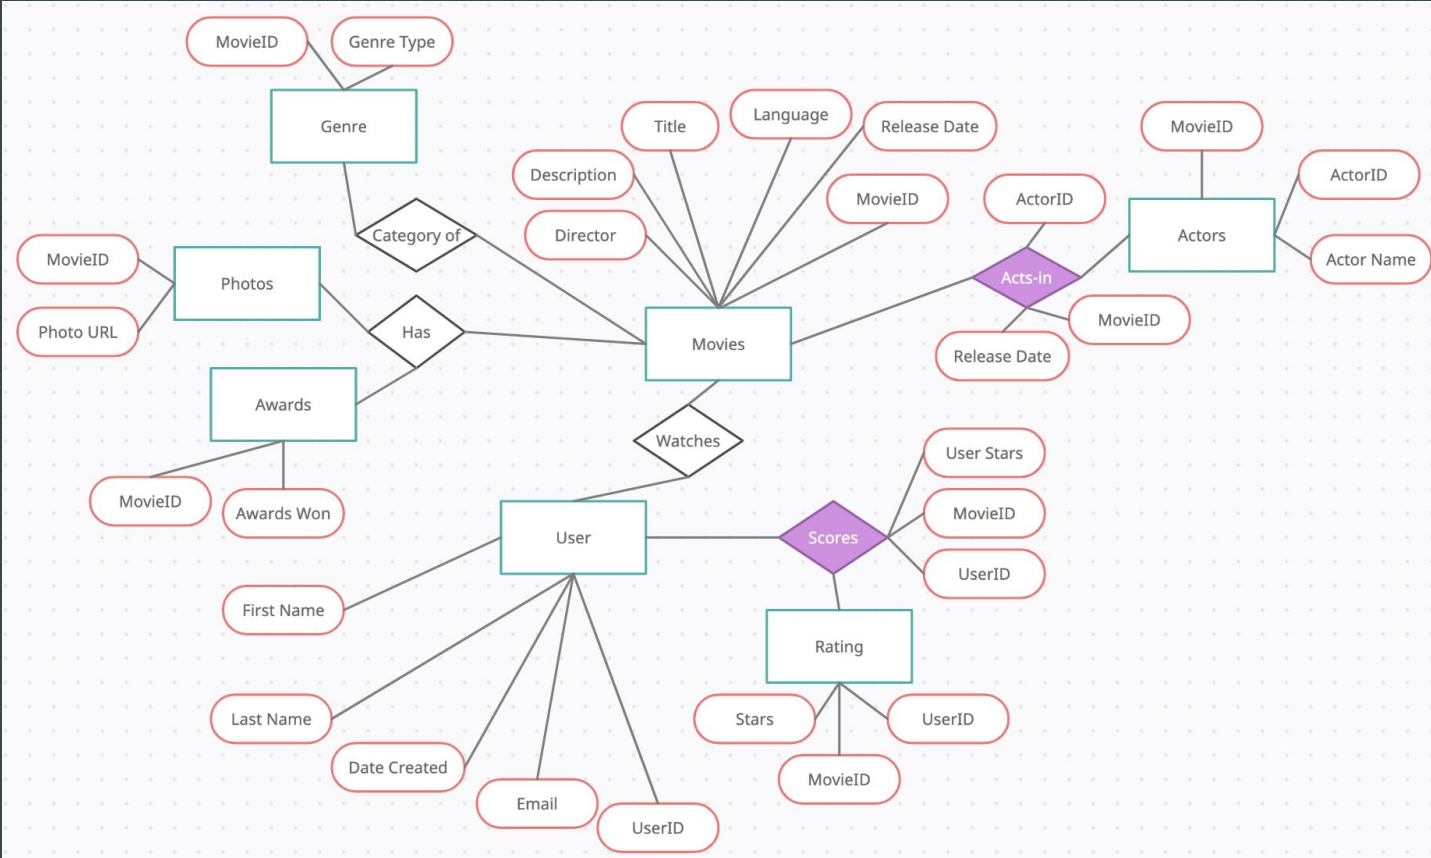 MovieID
Genre Type
Genre
Title
Language
Release Date
MovieID
Description
MovieID
ActorID
ActorID
Category of
Director
Actors
MovieID
Photos
Acts-in
Actor Name
Photo URL
Has
Movies
MovieID
Release Date
Awards
Watches
User Stars
MovieID
Awards Won
MovieID
User
Scores
UserID
First Name
Rating
Last Name
Stars
UserID
Date Created
MovieID
Email
UserID